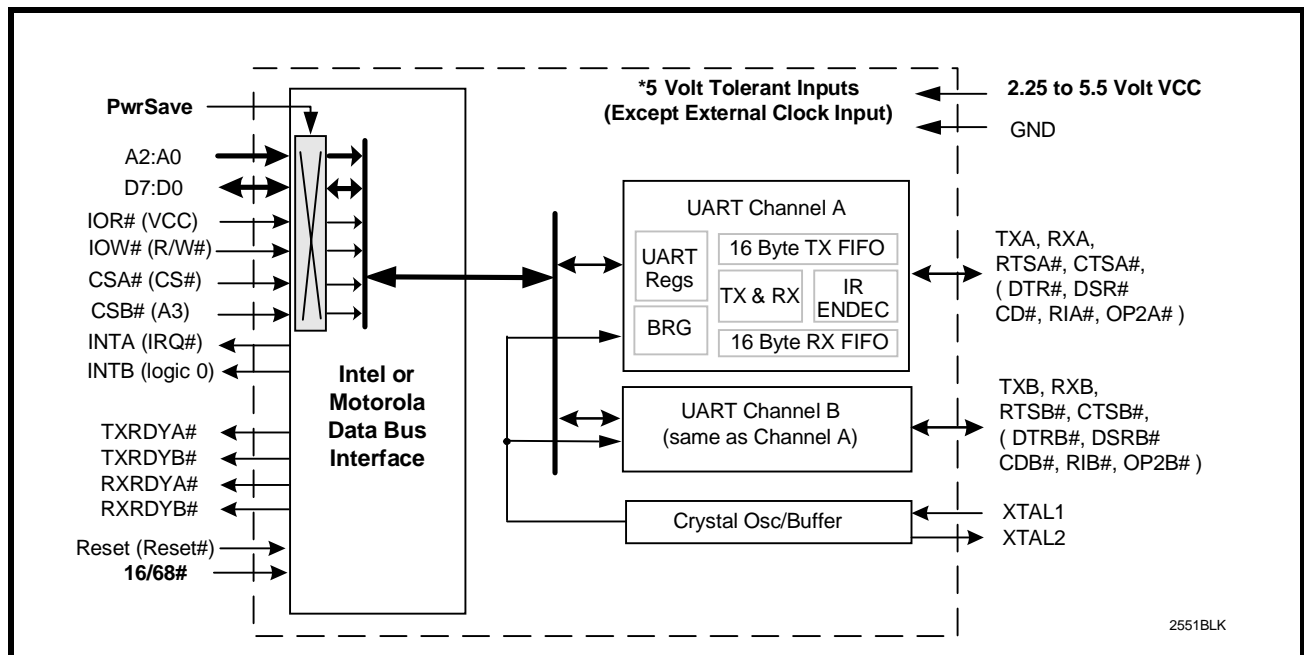 *5 Volt Tolerant Inputs
(Except External Clock Input)
2.25 to 5.5 Volt VCC
GND
PwrSave
A2:A0
D7:D0
IOR# (VCC)
IOW# (R/W#)
CSA# (CS#)
CSB# (A3)
INTA (IRQ#)
INTB (logic 0)
TXRDYA#
TXRDYB#
RXRDYA#
RXRDYB#
Reset (Reset#)
16/68#
Intel or
Motorola
Data Bus
Interface
UART Channel A
UART
Regs
BRG
16 Byte TX FIFO
TX & RX
IR
ENDEC
16 Byte RX FIFO
TXA, RXA,
RTSA#, CTSA#,
( DTR#, DSR#
CD#, RIA#, OP2A# )
UART Channel B
(same as Channel A)
TXB, RXB,
RTSB#, CTSB#,
( DTRB#, DSRB#
CDB#, RIB#, OP2B# )
Crystal Osc/Buffer
XTAL1
XTAL2
2551BLK